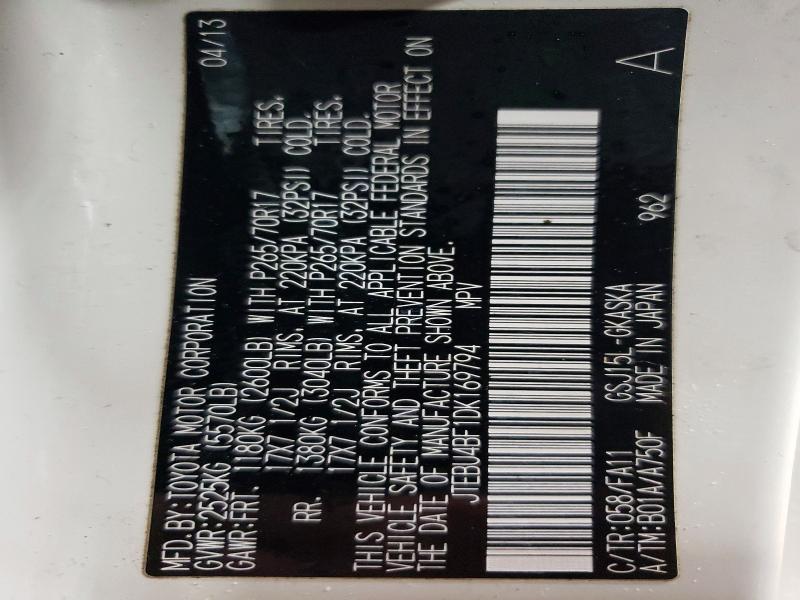 MFD.BY:TOYOTA MOTOR CORPORATION 04/13
GVWR:2525KG (5570LB)
GAWR:FRT. 1180KG (2600LB) WITH P265/70R17 TIRES,
17X7 1/2J RIMS, AT 220KPA (32PSI) COLD.
RR. 1380KG (3040LB) WITH P265/70R17 TIRES,
17X7 1/2J RIMS, AT 220KPA (32PSI) COLD.
THIS VEHICLE CONFORMS TO ALL APPLICABLE FEDERAL MOTOR
VEHICLE SAFETY AND THEFT PREVENTION STANDARDS IN EFFECT ON
THE DATE OF MANUFACTURE SHOWN ABOVE.
JTEBU4BF1DK169794 MPV
C/TR:058/FA11 GSJ15L-GKASKA A
A/TM:B01A/A750F MADE IN JAPAN 962